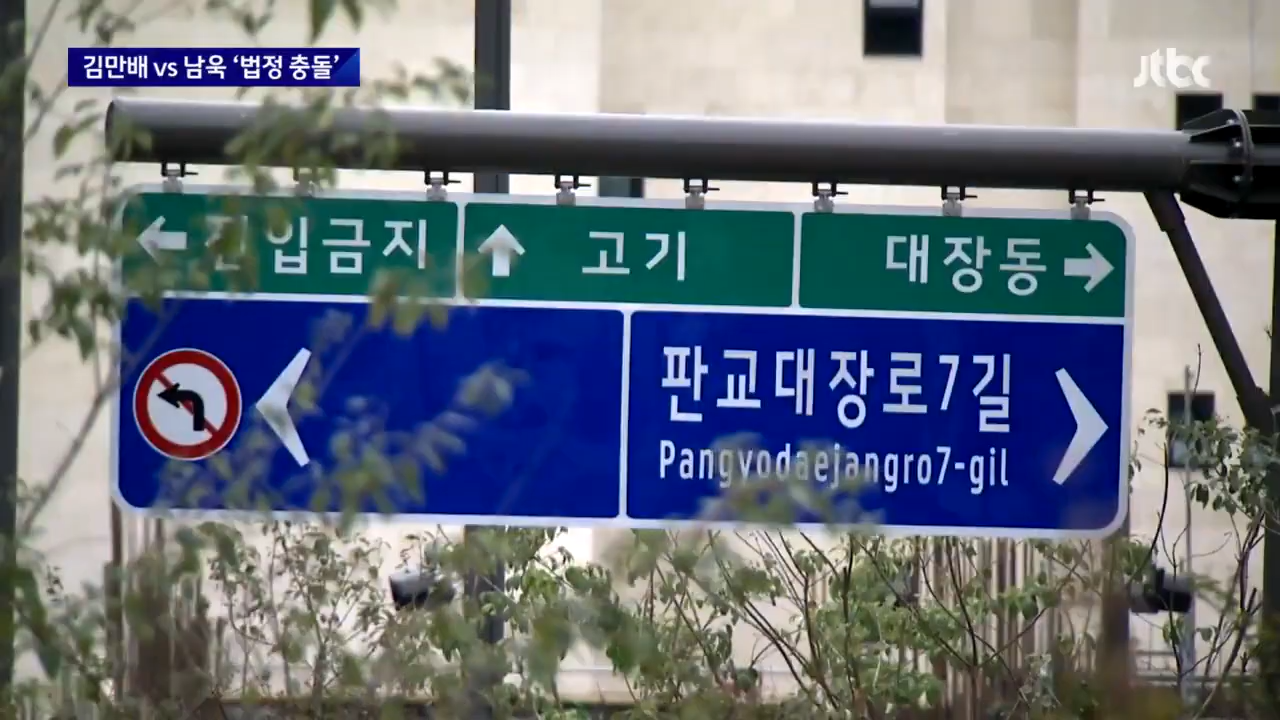 김만배 vs 남욱 ‘법정 충돌’
jtbc
진입금지
고기
대장동
판교대장로7길
Pangyodaejangro7-gil